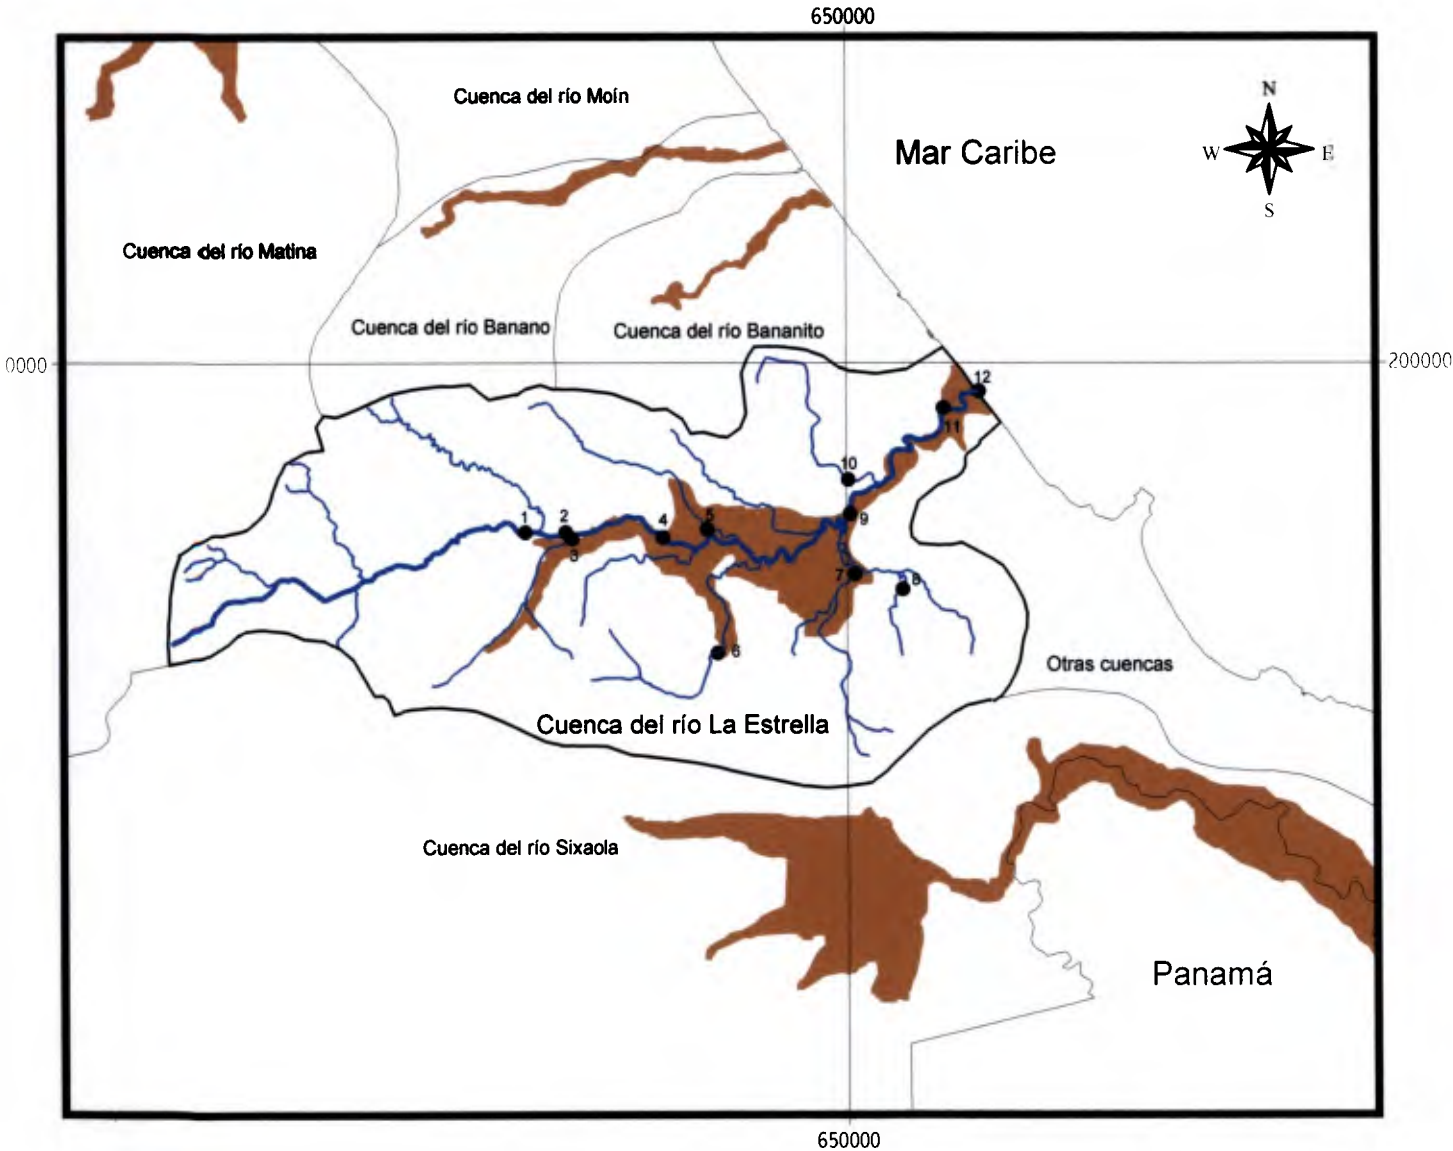 650000
Cuenca del río Moín
N
Mar Caribe
W
E
S
Cuenca del río Matina
Cuenca del río Banano
Cuenca del río Bananito
0000
200000
12
11
10
9
1
2
3
4
5
7
8
6
Otras cuencas
Cuenca del río La Estrella
Cuenca del río Sixaola
Panamá
650000